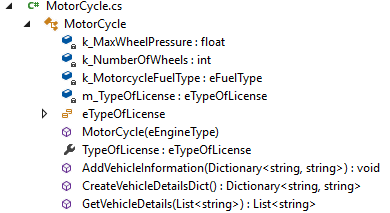 C# MotorCycle.cs
MotorCycle
k_MaxWheelPressure : float
k_NumberOfWheels : int
k_MotorcycleFuelType : eFuelType
m_TypeOfLicense : eTypeOfLicense
eTypeOfLicense
MotorCycle(eEngineType)
TypeOfLicense : eTypeOfLicense
AddVehicleInformation(Dictionary<string, string>) : void
CreateVehicleDetailsDict() : Dictionary<string, string>
GetVehicleDetails(List<string>) : List<string>